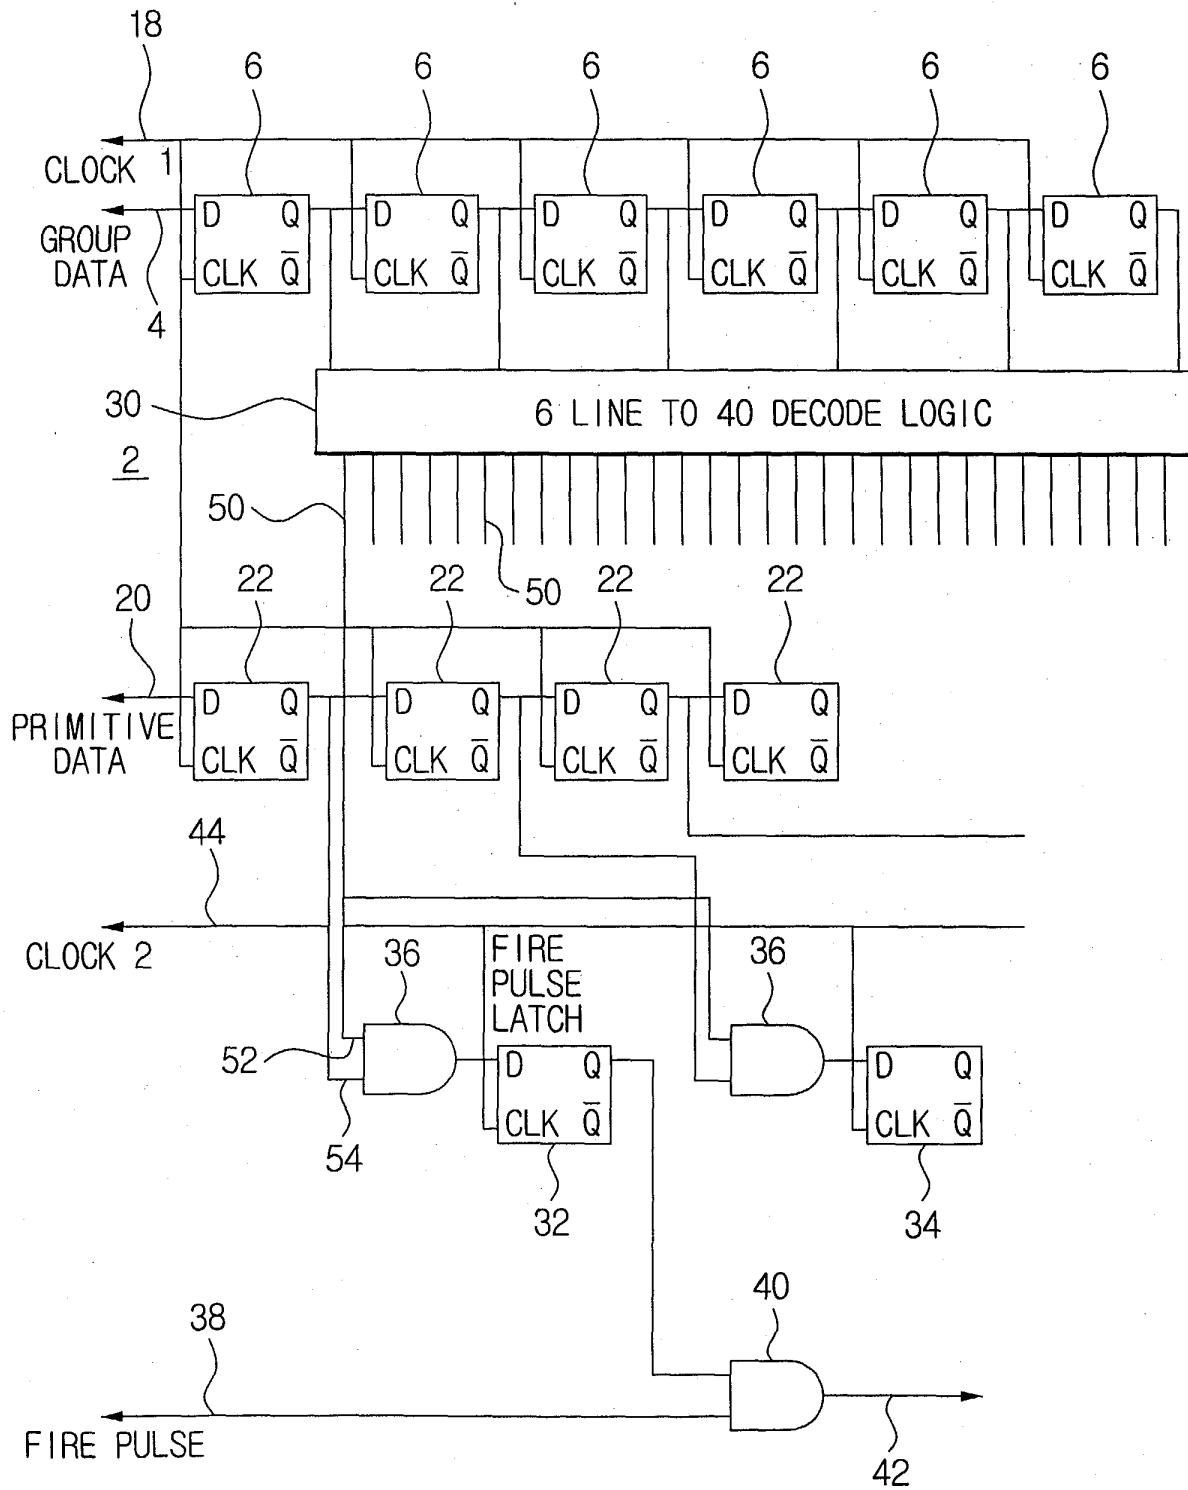 18
6 6 6 6 6 6
CLOCK 1
D Q D Q D Q D Q D Q D Q
GROUP
DATA
CLK Q̅ CLK Q̅ CLK Q̅ CLK Q̅ CLK Q̅ CLK Q̅
4
30
6 LINE TO 40 DECODE LOGIC
2
50
50
20
22 22 22 22
D Q D Q D Q D Q
PRIMITIVE
DATA
CLK Q̅ CLK Q̅ CLK Q̅ CLK Q̅
44
CLOCK 2
36
FIRE
PULSE
LATCH
36
52
D Q
CLK Q̅
D Q
CLK Q̅
54
32
34
40
38
FIRE PULSE
42